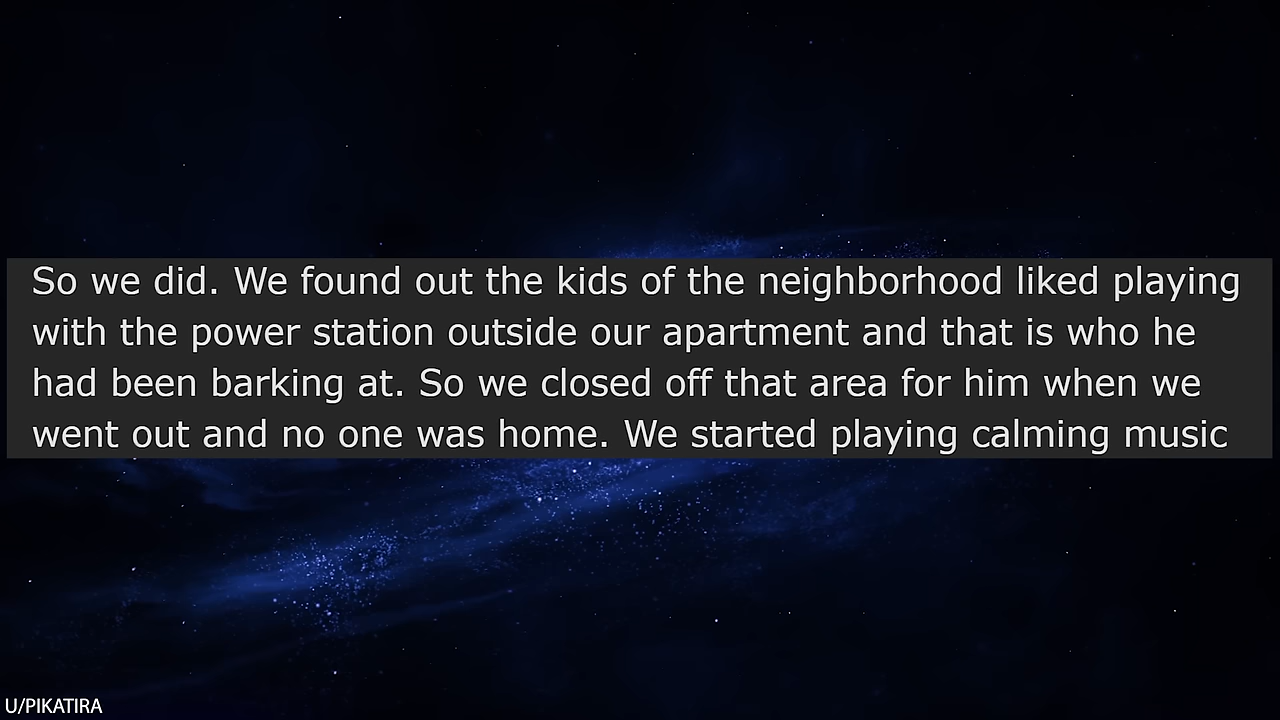 So we did. We found out the kids of the neighborhood liked playing
with the power station outside our apartment and that is who he
had been barking at. So we closed off that area for him when we
went out and no one was home. We started playing calming music
U/PIKATIRA